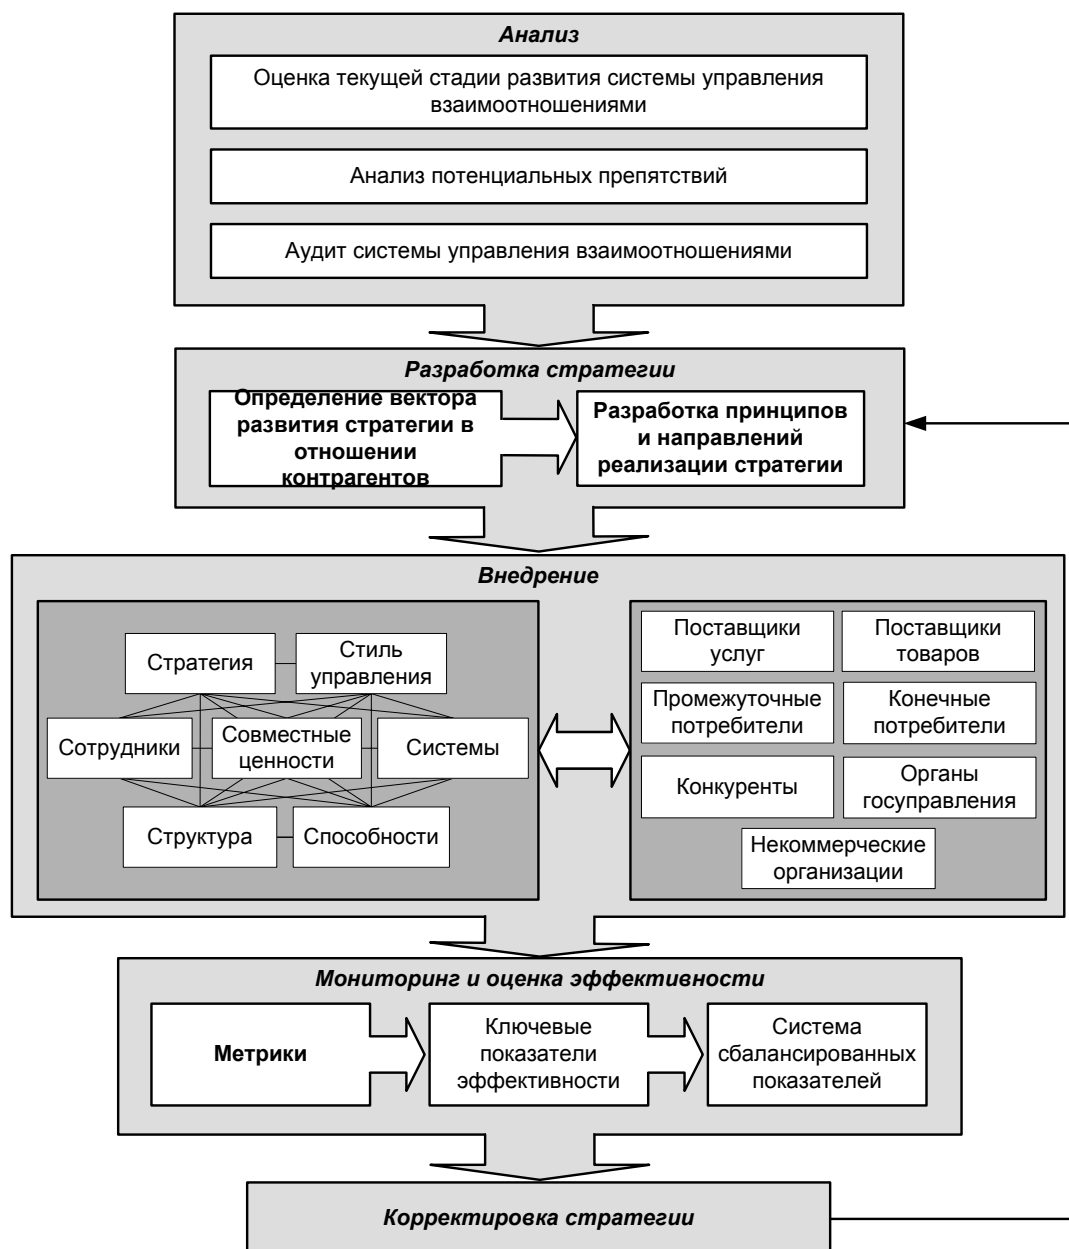 Анализ
Оценка текущей стадии развития системы управления
взаимоотношениями
Анализ потенциальных препятствий
Аудит системы управления взаимоотношениями
Разработка стратегии
Определение вектора
развития стратегии в
отношении
контрагентов
Разработка принципов
и направлений
реализации стратегии
Внедрение
Стратегия
Стиль
управления
Сотрудники
Совместные
ценности
Системы
Структура
Способности
Поставщики
услуг
Поставщики
товаров
Промежуточные
потребители
Конечные
потребители
Конкуренты
Органы
госуправления
Некоммерческие
организации
Мониторинг и оценка эффективности
Метрики
Ключевые
показатели
эффективности
Система
сбалансированных
показателей
Корректировка стратегии